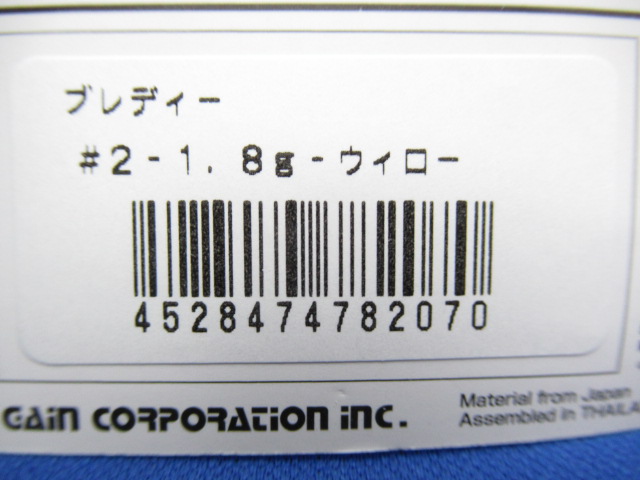 ブレディー
#2-1.8g-ウィロー
4528474782070
GAIN CORPORATION INC.
Material from Japan
Assembled in THAILA